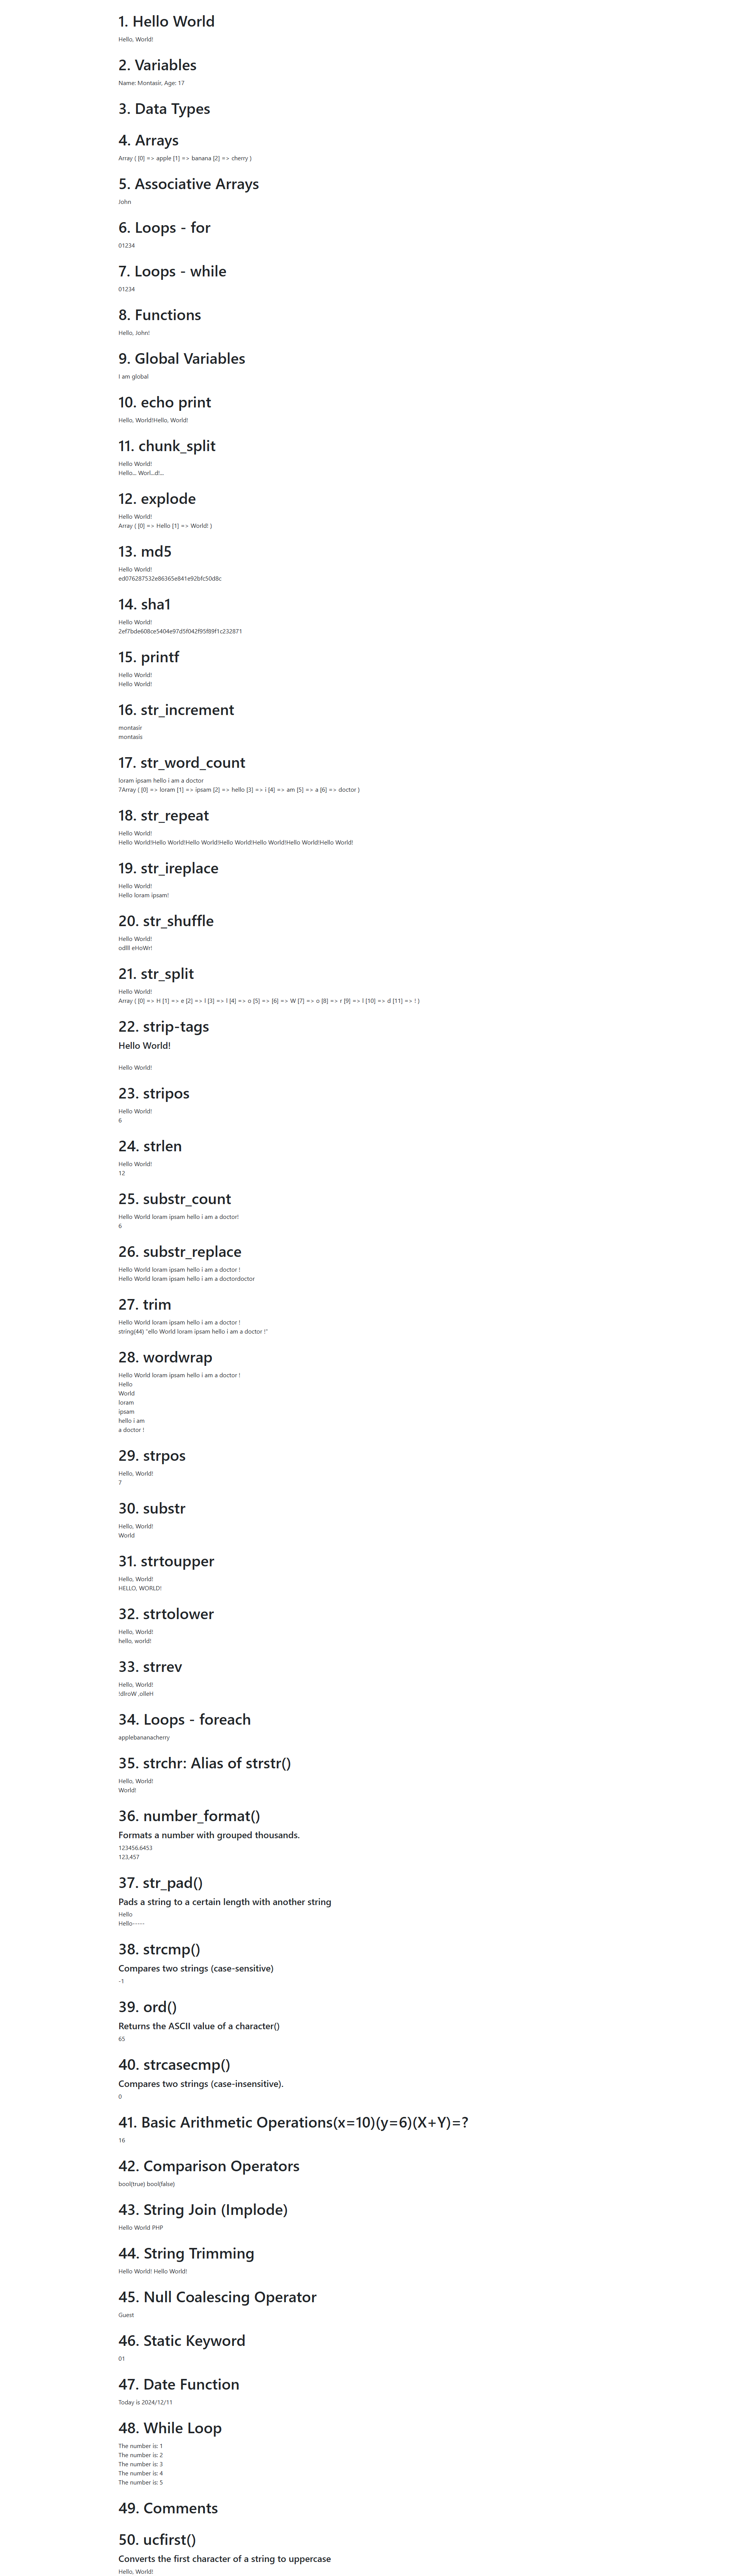 1. Hello World
Hello, World!
2. Variables
Name: Montasir, Age: 17
3. Data Types
4. Arrays
Array ( [0] => apple [1] => banana [2] => cherry )
5. Associative Arrays
John
6. Loops - for
01234
7. Loops - while
01234
8. Functions
Hello, John!
9. Global Variables
I am global
10. echo print
Hello, World!Hello, World!
11. chunk_split
Hello World!
Hello... Worl...d!...
12. explode
Hello World!
Array ( [0] => Hello [1] => World! )
13. md5
Hello World!
ed076287532e86365e841e92bfc50d8c
14. sha1
Hello World!
2ef7bde608ce5404e97d5f042f95f89f1c232871
15. printf
Hello World!
Hello World!
16. str_increment
montasir
montasis
17. str_word_count
loram ipsam hello i am a doctor
7Array ( [0] => loram [1] => ipsam [2] => hello [3] => i [4] => am [5] => a [6] => doctor )
18. str_repeat
Hello World!
Hello World!Hello World!Hello World!Hello World!Hello World!Hello World!Hello World!
19. str_ireplace
Hello World!
Hello loram ipsam!
20. str_shuffle
Hello World!
odlll eHoWr!
21. str_split
Hello World!
Array ( [0] => H [1] => e [2] => l [3] => l [4] => o [5] => [6] => W [7] => o [8] => r [9] => l [10] => d [11] => ! )
22. strip-tags
Hello World!
Hello World!
23. stripos
Hello World!
6
24. strlen
Hello World!
12
25. substr_count
Hello World loram ipsam hello i am a doctor!
6
26. substr_replace
Hello World loram ipsam hello i am a doctor !
Hello World loram ipsam hello i am a doctordoctor
27. trim
Hello World loram ipsam hello i am a doctor !
string(44) "ello World loram ipsam hello i am a doctor !"
28. wordwrap
Hello World loram ipsam hello i am a doctor !
Hello
World
loram
ipsam
hello i am
a doctor !
29. strpos
Hello, World!
7
30. substr
Hello, World!
World
31. strtoupper
Hello, World!
HELLO, WORLD!
32. strtolower
Hello, World!
hello, world!
33. strrev
Hello, World!
!dlroW ,olleH
34. Loops - foreach
applebananacherry
35. strchr: Alias of strstr()
Hello, World!
World!
36. number_format()
Formats a number with grouped thousands.
123456.6453
123,457
37. str_pad()
Pads a string to a certain length with another string
Hello
Hello-----
38. strcmp()
Compares two strings (case-sensitive)
-1
39. ord()
Returns the ASCII value of a character()
65
40. strcasecmp()
Compares two strings (case-insensitive).
0
41. Basic Arithmetic Operations(x=10)(y=6)(X+Y)=?
16
42. Comparison Operators
bool(true) bool(false)
43. String Join (Implode)
Hello World PHP
44. String Trimming
Hello World! Hello World!
45. Null Coalescing Operator
Guest
46. Static Keyword
01
47. Date Function
Today is 2024/12/11
48. While Loop
The number is: 1
The number is: 2
The number is: 3
The number is: 4
The number is: 5
49. Comments
50. ucfirst()
Converts the first character of a string to uppercase
Hello, World!